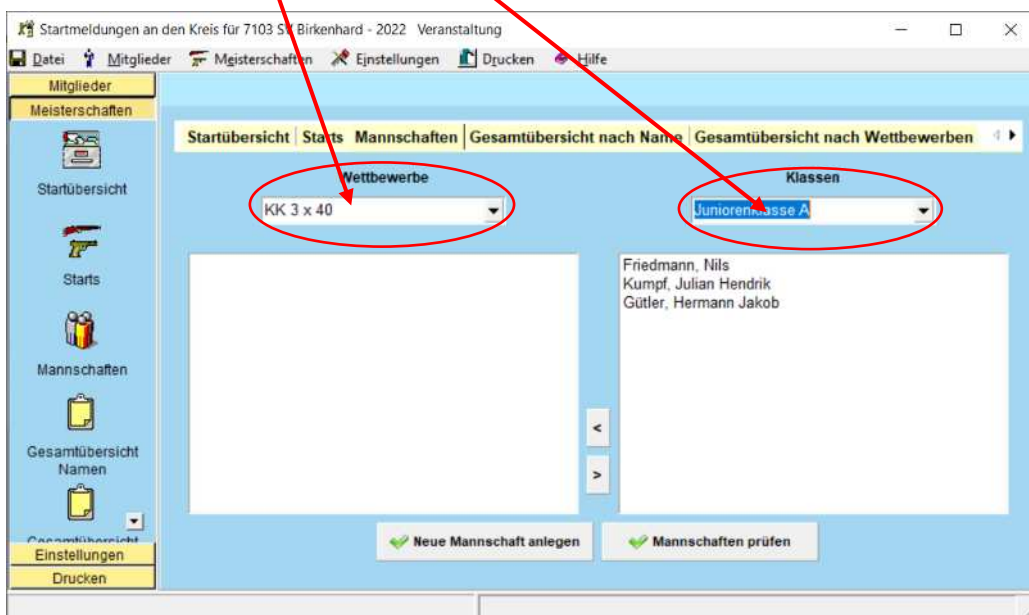 Startmeldungen an den Kreis für 7103 SV Birkenhard - 2022 Veranstaltung
Datei Mitglieder Meisterschaften Einstellungen Drucken Hilfe
Mitglieder
Meisterschaften
Startübersicht
Starts
Mannschaften
Gesamtübersicht
Namen
Gesamtübersicht
Einstellungen
Drucken
Startübersicht Starts Mannschaften Gesamtübersicht nach Name Gesamtübersicht nach Wettbewerben
Wettbewerbe
KK 3 x 40
Klassen
Juniorenklasse A
Friedmann, Nils
Kumpf, Julian Hendrik
Gütler, Hermann Jakob
<
>
Neue Mannschaft anlegen
Mannschaften prüfen